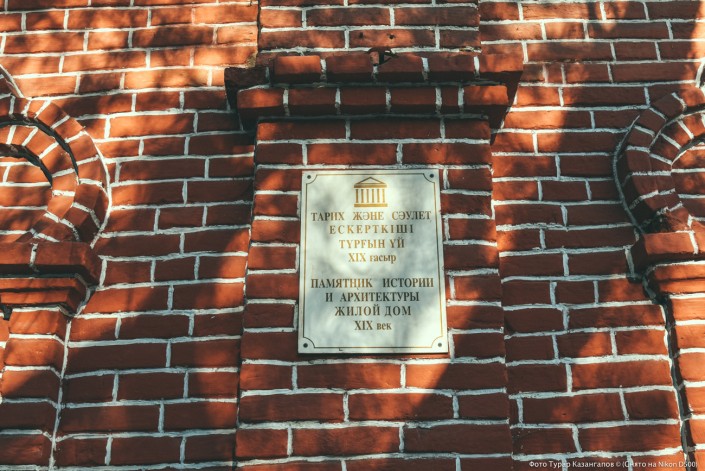 ТАРИХ ЖӘНЕ СӘУЛЕТ
ЕСКЕРТКІШІ
ТҰРҒЫН ҮЙ
XIX ғасыр
ПАМЯТНИК ИСТОРИИ
И АРХИТЕКТУРЫ
ЖИЛОЙ ДОМ
XIX век
Фото Турар Казангапов © (Снято на Nikon D500).